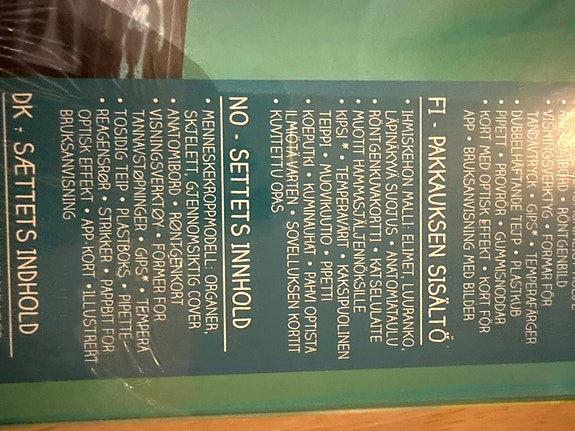 • RÖNTGENBILD
VISNINGSVERKTYG • FORMAR FÖR
TANDAVTRYCK • GIPS* • TEMPERAFÄRGER
• DUBBELHÄFTANDE TEJP • PLASTKUB
• PIPETT • PROVRÖR • GUMMISNODDAR
• KORT MED OPTISK EFFEKT • KORT FÖR
APP • BRUKSANVISNING MED BILDER
FI - PAKKAUKSEN SISÄLTÖ
• IHMISKEHON MALLI: ELIMET, LUURANKO,
LÄPINÄKYVÄ SUOJUS • ANATOMIATAULU
• RÖNTGENKUVAKORTTI • KATSELULAITE
• MUOTIT HAMMASJÄLJENNÖKSILLE
• KIPSI * • TEMPERAVÄRIT • KAKSIPUOLINEN
TEIPPI • MUOVIKUUTIO • PIPETTI
• KOEPUTKI • KUMINAUHAT • PAHVI OPTISTA
ILMIÖTÄ VARTEN • SOVELLUKSEN KORTIT
• KUVITETTU OPAS
NO - SETTETS INNHOLD
• MENNESKEKROPPMODELL: ORGANER,
SKJELETT, GJENNOMSIKTIG COVER
• ANATOMIBORD • RØNTGENKORT
• VISNINGSVERKTØY • FORMER FOR
TANNAVSTØPNINGER • GIPS* • TEMPERA
• TOSIDIG TEIP • PLASTBOKS • PIPETTE
• REAGENSRØR • STRIKKER • PAPPBIT FOR
OPTISK EFFEKT • APP-KORT • ILLUSTRERT
BRUKSANVISNING
DK - SÆTTETS INDHOLD